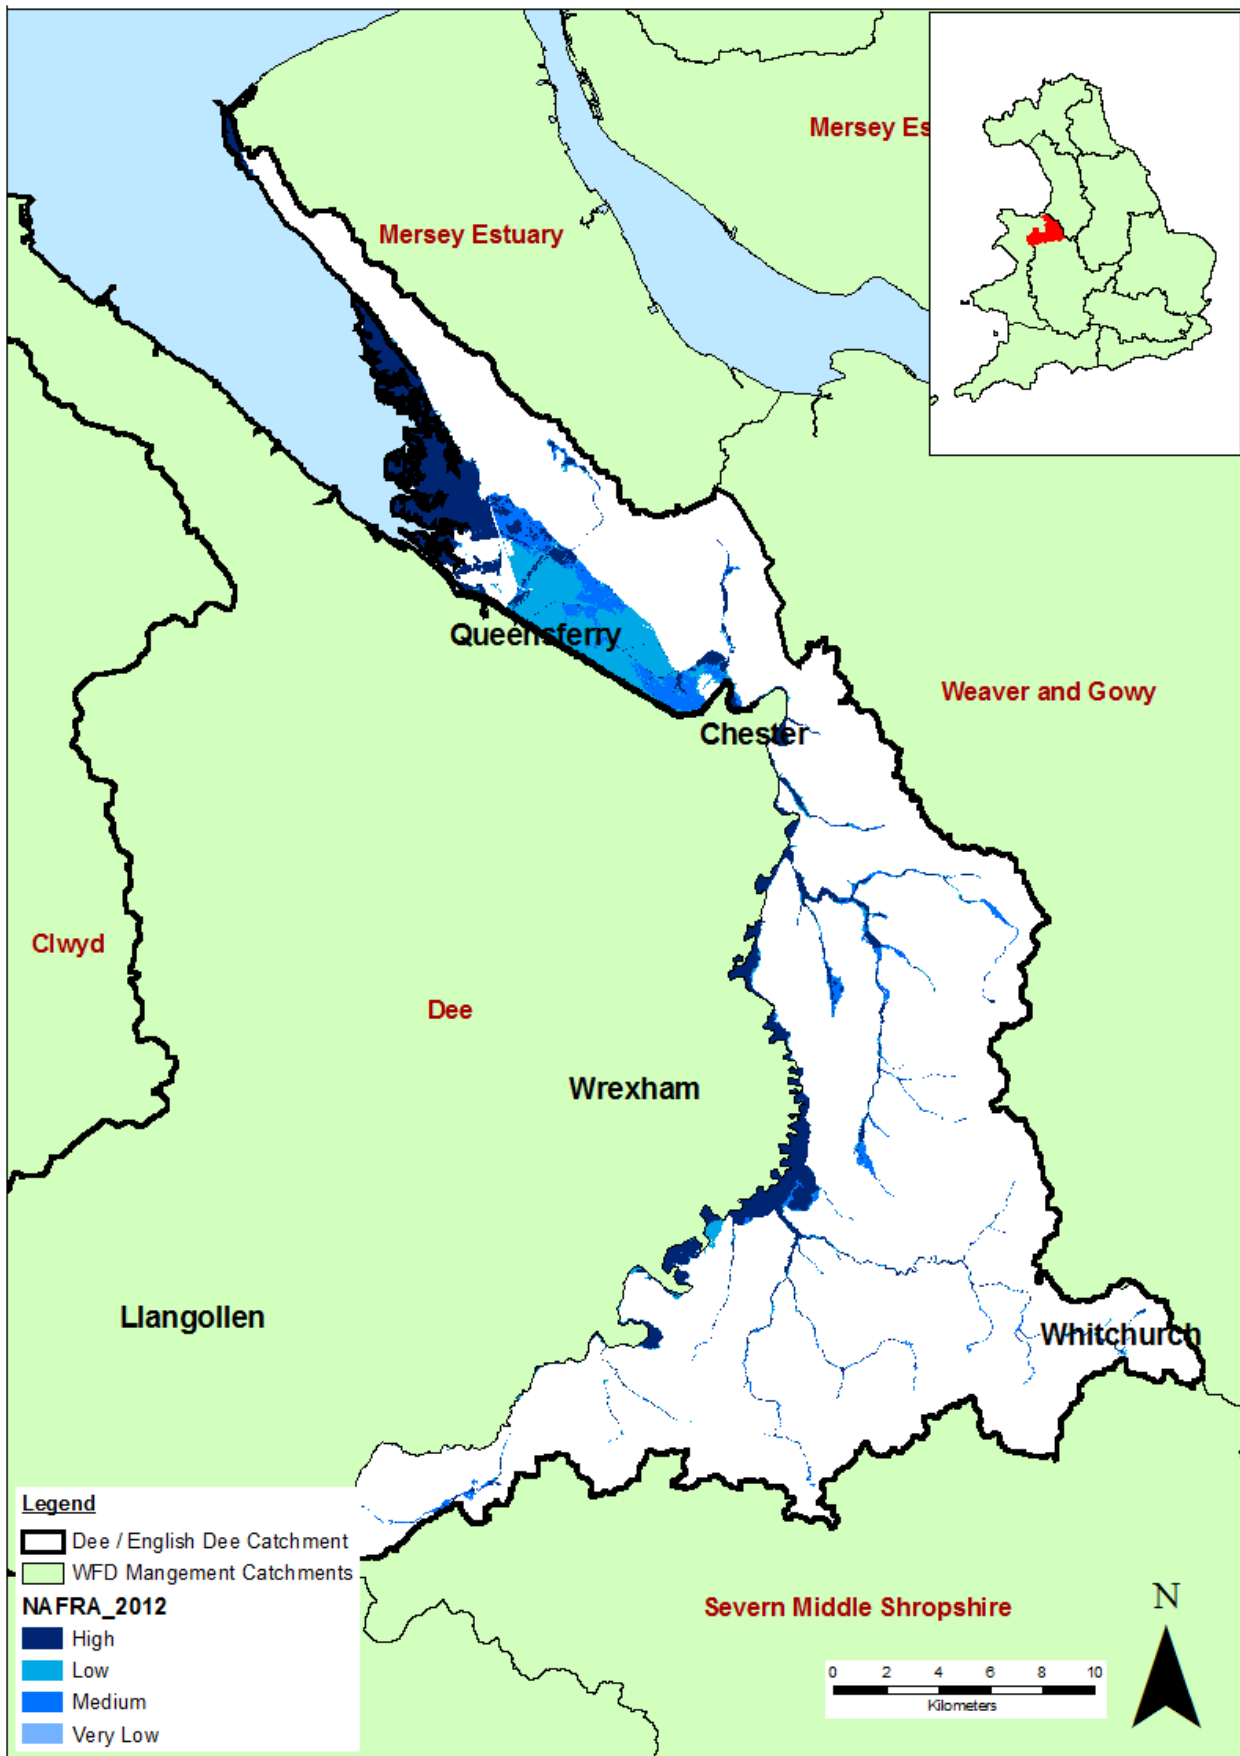 Mersey Es
Mersey Estuary
Queensferry
Weaver and Gowy
Chester
Clwyd
Dee
Wrexham
Llangollen
Whitchurch
Legend
Dee / English Dee Catchment
WFD Mangement Catchments
NAFRA_2012
High
Low
Medium
Very Low
Severn Middle Shropshire
N
0 2 4 6 8 10
Kilometers